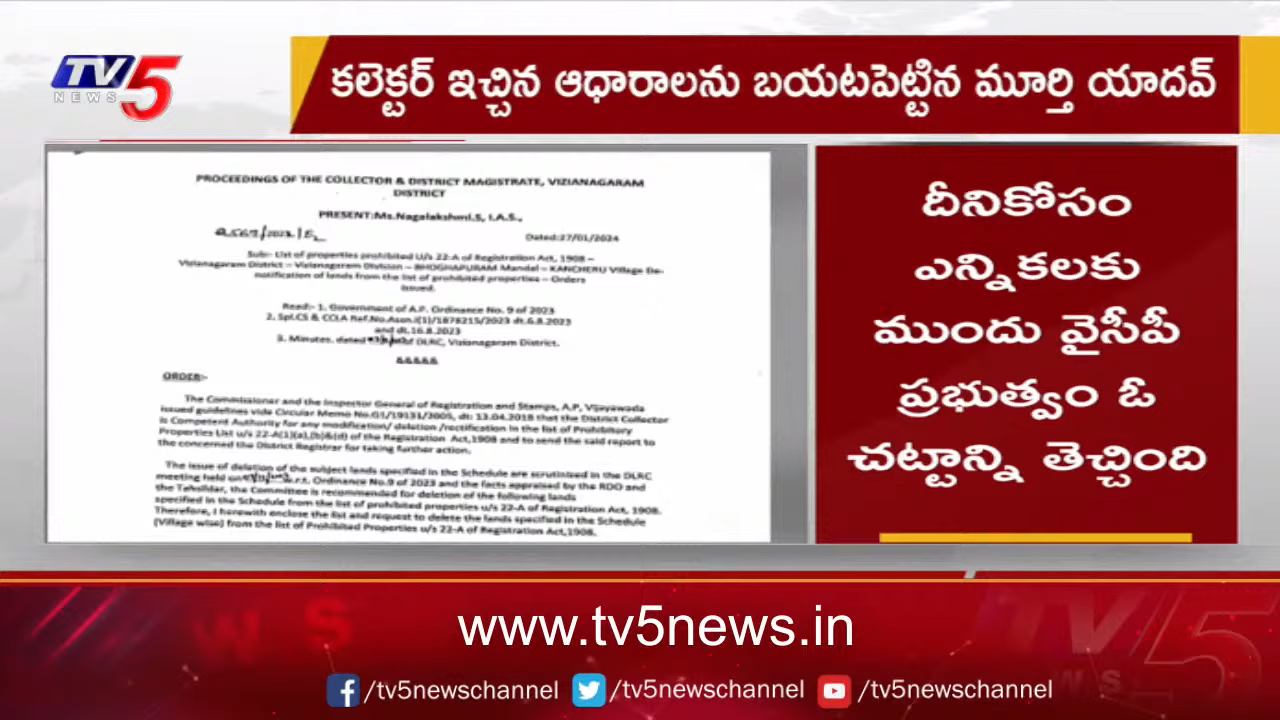 TV5
NEWS
కలెక్టర్ ఇచ్చిన ఆధారాలను బయటపెట్టిన మూర్తి యాదవ్
PROCEEDINGS OF THE COLLECTOR & DISTRICT MAGISTRATE, VIZIANAGARAM
DISTRICT
PRESENT:Ms.Nagalakshmi.S, I.A.S.,
Dated:27/01/2024
Sub:- List of properties prohibited U/s 22-A of Registration Act, 1908 –
Vizianagaram District – Vizianagaram Division – BHOGHAPURAM Mandal – KANCHERU Village De-
notification of lands from the list of prohibited properties – Orders
issued.
Read:- 1. Government of A.P. Ordinance No. 9 of 2023
2. Spl.CS & CCLA Ref.No.Assn.I(1)/1878215/2023 dt.6.8.2023
and dt.16.8.2023
3. Minutes. dated of DLRC, Vizianagaram District.
&&&&&
ORDER:-
The Commissioner and the Inspector General of Registration and Stamps, A.P, Vijayawada
issued guidelines vide Circular Memo No.G1/19131/2005, dt: 13.04.2018 that the District Collector
is Competent Authority for any modification/ deletion /rectification in the list of Prohibitory
Properties List u/s 22-A(1)(a),(b)&(d) of the Registration Act,1908 and to send the said report to
the concerned the District Registrar for taking further action.
The issue of deletion of the subject lands specified in the Schedule are scrutinised in the DLRC
meeting held on w.r.t. Ordinance No.9 of 2023 and the facts appraised by the RDO and
the Tahsildar, the Committee is recommended for deletion of the following lands
specified in the Schedule from the list of prohibited properties u/s 22-A of Registration Act, 1908.
Therefore, I herewith enclose the list and request to delete the lands specified in the Schedule
(Village wise) from the list of Prohibited Properties u/s 22-A of Registration Act,1908.
దీనికోసం
ఎన్నికలకు
ముందు వైసీపీ
ప్రభుత్వం ఓ
చట్టాన్ని తెచ్చింది
www.tv5news.in
/tv5newschannel /tv5newschannel /tv5newschannel